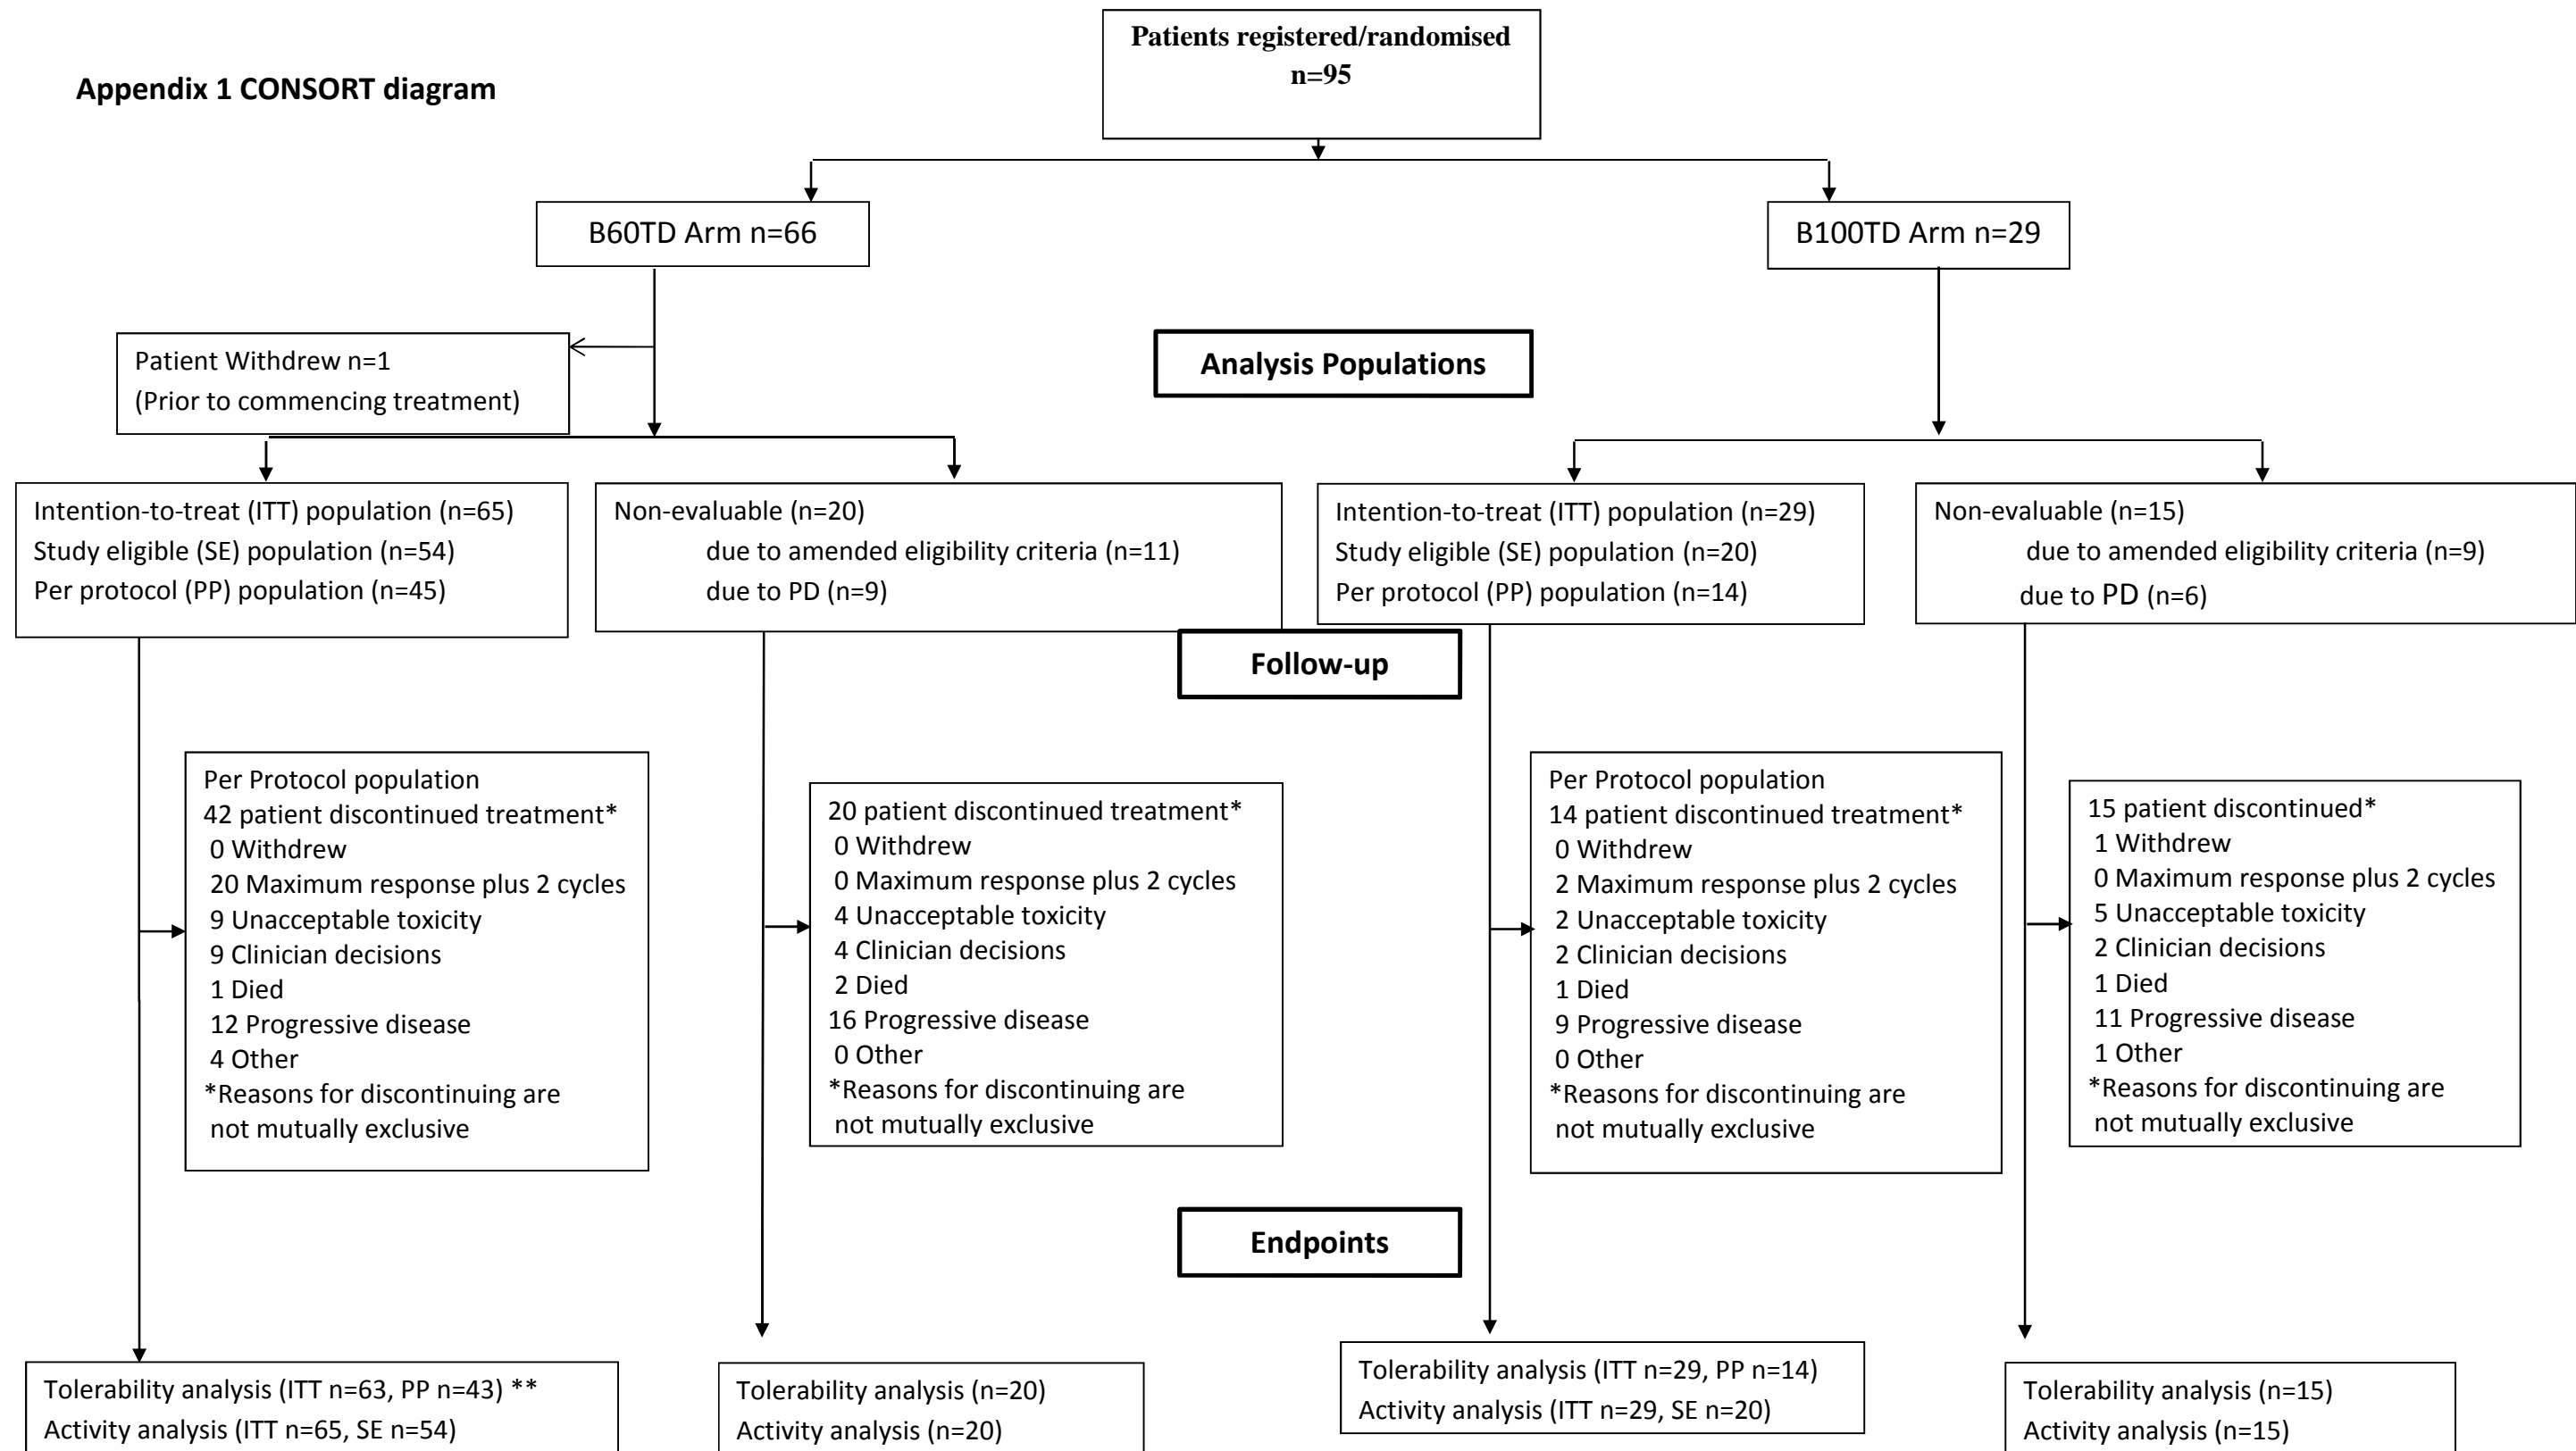 Appendix 1 CONSORT diagram
Patients registered/randomised
n=95
B60TD Arm n=66
B100TD Arm n=29
Patient Withdrew n=1
(Prior to commencing treatment)
Analysis Populations
Intention-to-treat (ITT) population (n=65)
Study eligible (SE) population (n=54)
Per protocol (PP) population (n=45)
Non-evaluable (n=20)
due to amended eligibility criteria (n=11)
due to PD (n=9)
Intention-to-treat (ITT) population (n=29)
Study eligible (SE) population (n=20)
Per protocol (PP) population (n=14)
Non-evaluable (n=15)
due to amended eligibility criteria (n=9)
due to PD (n=6)
Follow-up
Per Protocol population
42 patient discontinued treatment*
0 Withdrew
20 Maximum response plus 2 cycles
9 Unacceptable toxicity
9 Clinician decisions
1 Died
12 Progressive disease
4 Other
*Reasons for discontinuing are
not mutually exclusive
20 patient discontinued treatment*
0 Withdrew
0 Maximum response plus 2 cycles
4 Unacceptable toxicity
4 Clinician decisions
2 Died
16 Progressive disease
0 Other
*Reasons for discontinuing are
not mutually exclusive
Per Protocol population
14 patient discontinued treatment*
0 Withdrew
2 Maximum response plus 2 cycles
2 Unacceptable toxicity
2 Clinician decisions
1 Died
9 Progressive disease
0 Other
*Reasons for discontinuing are
not mutually exclusive
15 patient discontinued*
1 Withdrew
0 Maximum response plus 2 cycles
5 Unacceptable toxicity
2 Clinician decisions
1 Died
11 Progressive disease
1 Other
*Reasons for discontinuing are
not mutually exclusive
Endpoints
Tolerability analysis (ITT n=63, PP n=43) **
Activity analysis (ITT n=65, SE n=54)
Tolerability analysis (n=20)
Activity analysis (n=20)
Tolerability analysis (ITT n=29, PP n=14)
Activity analysis (ITT n=29, SE n=20)
Tolerability analysis (n=15)
Activity analysis (n=15)